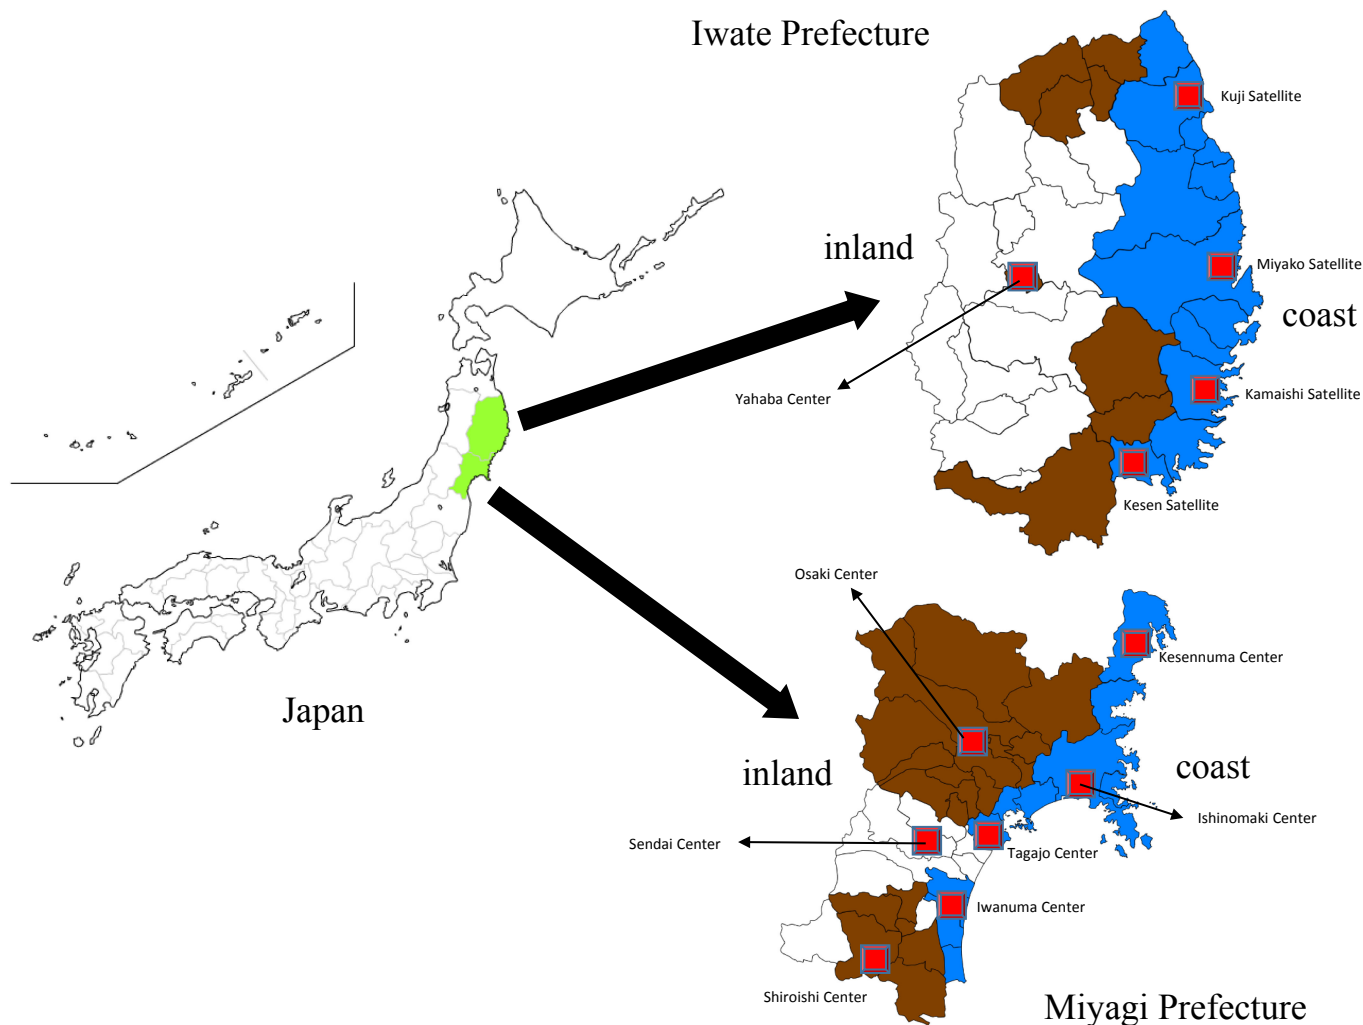 Iwate Prefecture
Kuji Satellite
inland
Miyako Satellite
coast
Yahaba Center
Kamaishi Satellite
Kesen Satellite
Osaki Center
Kesennuma Center
Japan
inland
coast
Ishinomaki Center
Sendai Center
Tagajo Center
Iwanuma Center
Shiroishi Center
Miyagi Prefecture